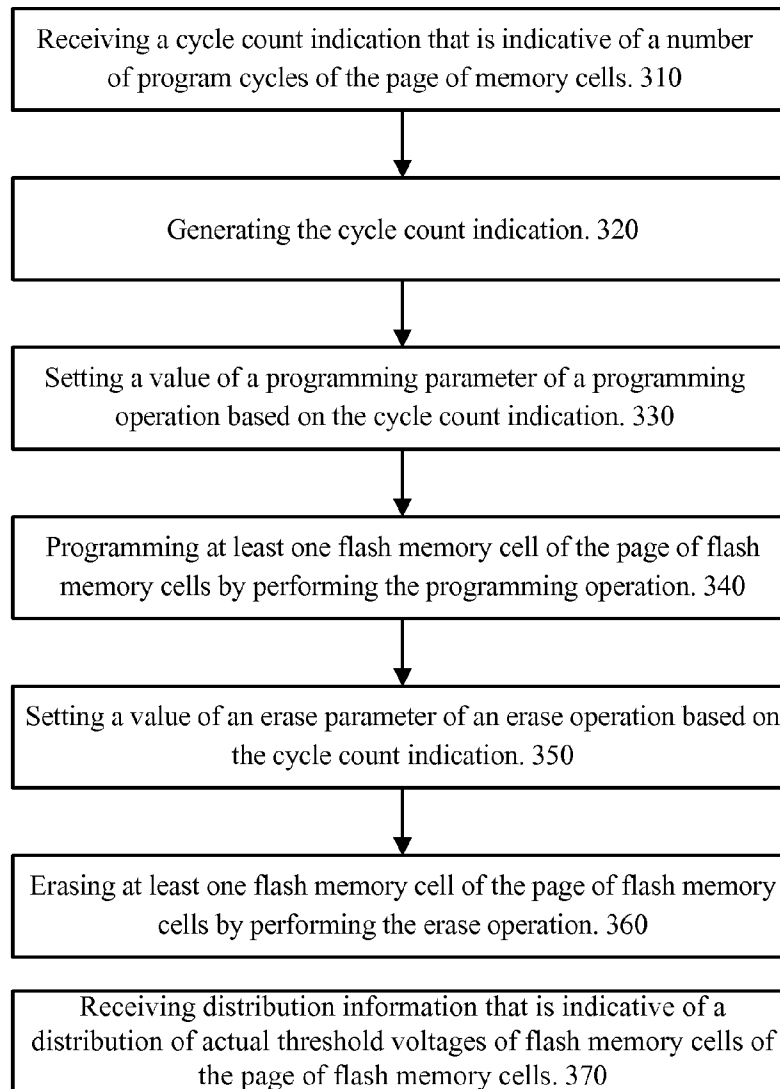 Receiving a cycle count indication that is indicative of a number
of program cycles of the page of memory cells. 310
Generating the cycle count indication. 320
Setting a value of a programming parameter of a programming
operation based on the cycle count indication. 330
Programming at least one flash memory cell of the page of flash
memory cells by performing the programming operation. 340
Setting a value of an erase parameter of an erase operation based on
the cycle count indication. 350
Erasing at least one flash memory cell of the page of flash memory
cells by performing the erase operation. 360
Receiving distribution information that is indicative of a
distribution of actual threshold voltages of flash memory cells of
the page of flash memory cells. 370